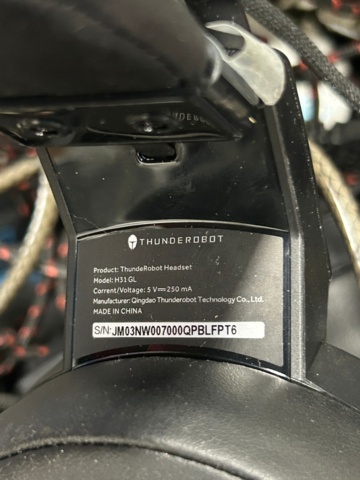 THUNDEROBOT
Product: ThundeRobot Headset
Model: H31 GL
Current/Voltage: 5 V⎓250 mA
Manufacturer: Qingdao Thunderobot Technology Co., Ltd.
MADE IN CHINA
S/N:JM03NW007000QPBLFPT6